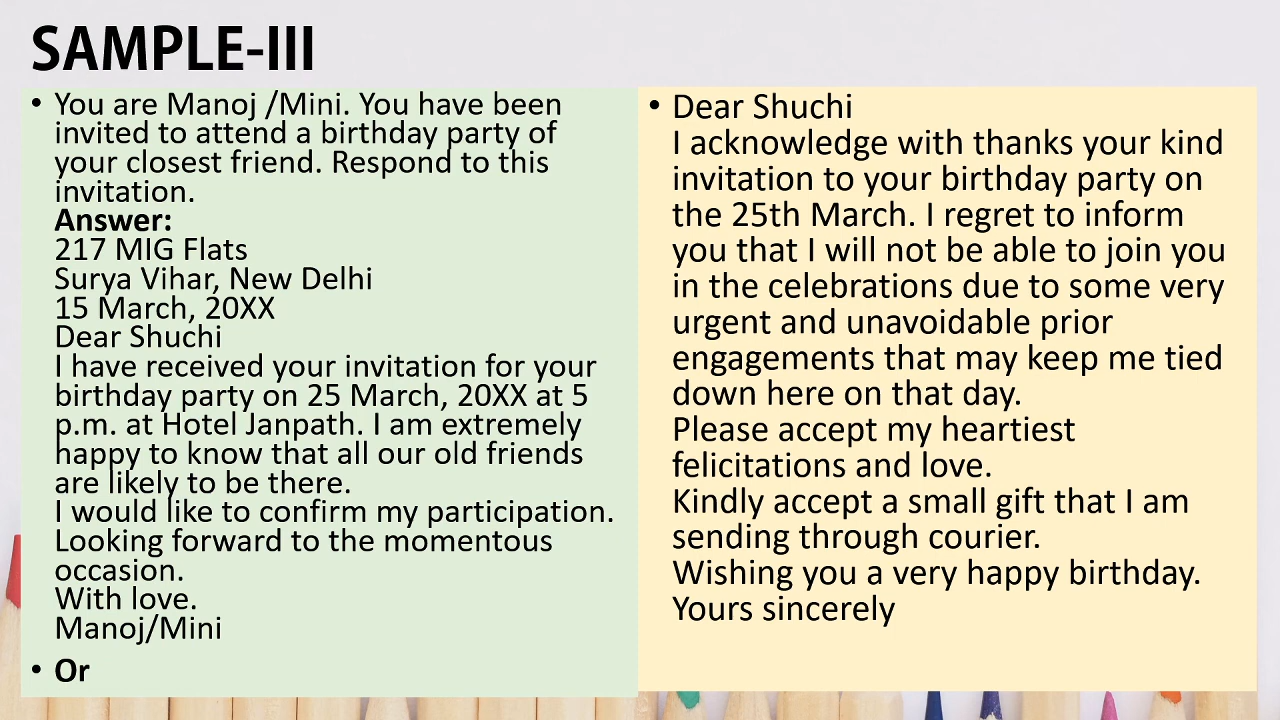 SAMPLE-III
• You are Manoj /Mini. You have been
invited to attend a birthday party of
your closest friend. Respond to this
invitation.
Answer:
217 MIG Flats
Surya Vihar, New Delhi
15 March, 20XX
Dear Shuchi
I have received your invitation for your
birthday party on 25 March, 20XX at 5
p.m. at Hotel Janpath. I am extremely
happy to know that all our old friends
are likely to be there.
I would like to confirm my participation.
Looking forward to the momentous
occasion.
With love.
Manoj/Mini
• Or
• Dear Shuchi
I acknowledge with thanks your kind
invitation to your birthday party on
the 25th March. I regret to inform
you that I will not be able to join you
in the celebrations due to some very
urgent and unavoidable prior
engagements that may keep me tied
down here on that day.
Please accept my heartiest
felicitations and love.
Kindly accept a small gift that I am
sending through courier.
Wishing you a very happy birthday.
Yours sincerely